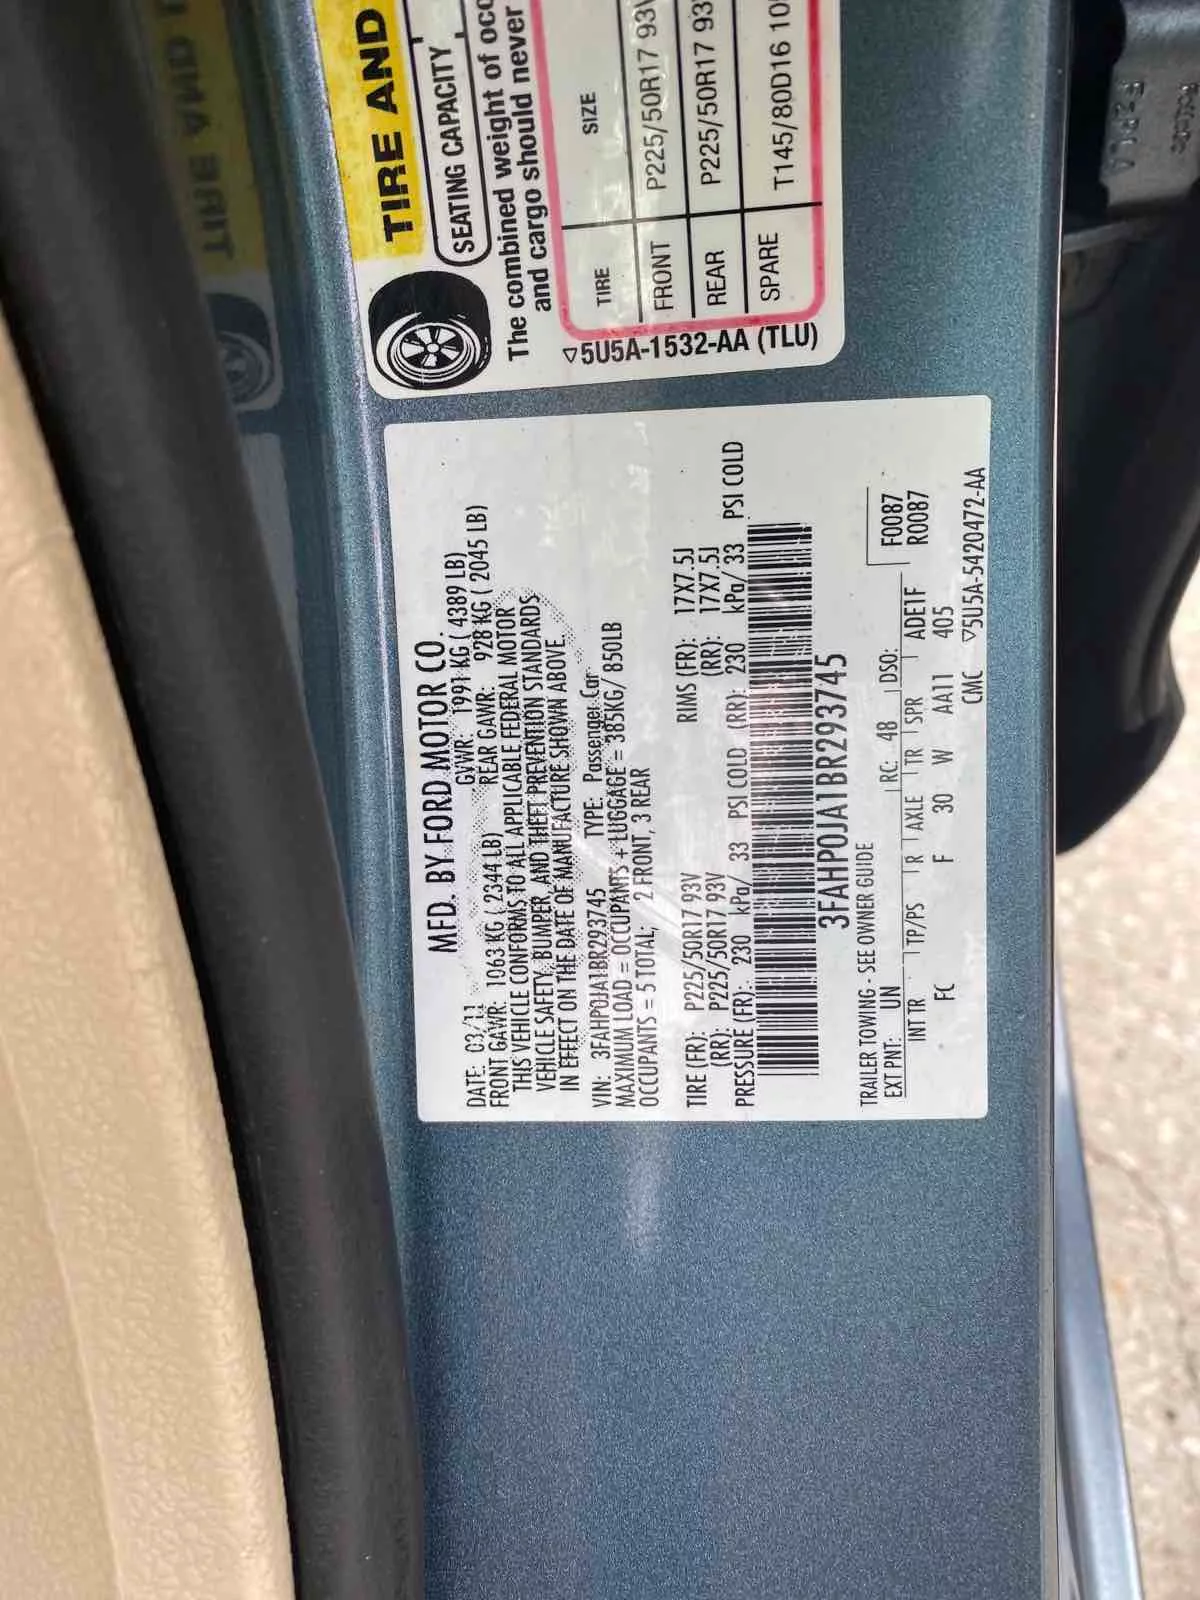 MFD. BY FORD MOTOR CO.
DATE: 03/11 GVWR: 1991 KG ( 4389 LB)
FRONT GAWR: 1063 KG ( 2344 LB) REAR GAWR: 928 KG ( 2045 LB)
THIS VEHICLE CONFORMS TO ALL APPLICABLE FEDERAL MOTOR
VEHICLE SAFETY, BUMPER, AND THEFT PREVENTION STANDARDS
IN EFFECT ON THE DATE OF MANUFACTURE SHOWN ABOVE.
VIN: 3FAHP0JA1BR293745 TYPE: Passenger Car
MAXIMUM LOAD = OCCUPANTS + LUGGAGE = 385KG/ 850LB
OCCUPANTS = 5 TOTAL; 2 FRONT, 3 REAR
TIRE (FR): P225/50R17 93V RIMS (FR): 17X7.5J
(RR): P225/50R17 93V (RR): 17X7.5J
PRESSURE (FR): 230 kPa/ 33 PSI COLD (RR): 230 kPa/ 33 PSI COLD
3FAHP0JA1BR293745
TRAILER TOWING - SEE OWNER GUIDE F0087
EXT PNT: UN RC: 48 DSO: R0087
INT TR TP/PS R AXLE TR SPR ADE1F
FC F 30 W AA11 405
CMC ▽5U5A-5420472-AA
TIRE AND
SEATING CAPACITY
The combined weight of occ
and cargo should never
TIRE SIZE
FRONT P225/50R17 93V
REAR P225/50R17 93
SPARE T145/80D16 10
▽5U5A-1532-AA (TLU)